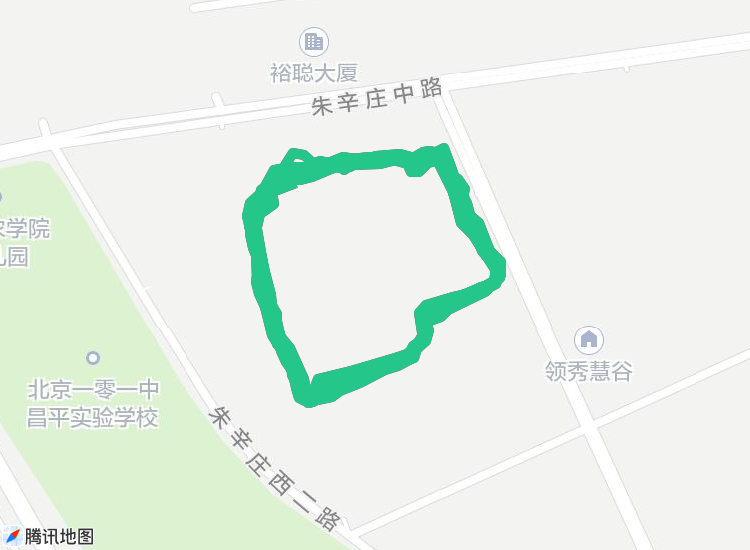 裕聪大厦
朱辛庄中路
农学院
儿园
领秀慧谷
北京一零一中
昌平实验学校
朱辛庄西二路
腾讯地图